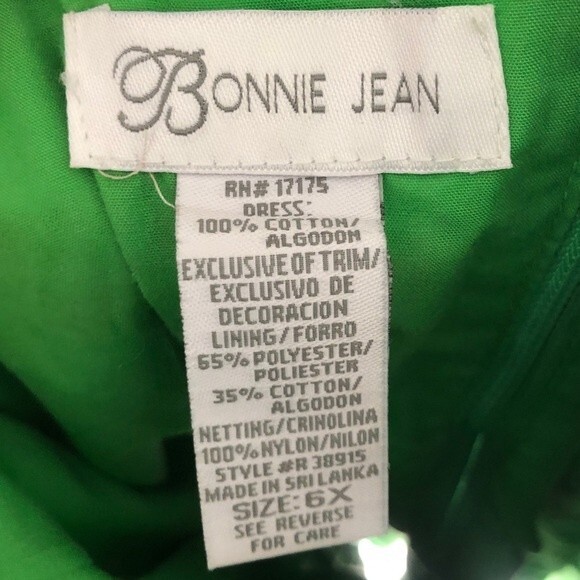 BONNIE JEAN
RN# 17175
DRESS:
100% COTTON/
ALGODON
EXCLUSIVE OF TRIM/
EXCLUSIVO DE
DECORACION
LINING/FORRO
65% POLYESTER/
POLIESTER
35% COTTON/
ALGODON
NETTING/CRINOLINA
100% NYLON/NILON
STYLE #R 38915
MADE IN SRI LANKA
SIZE: 6X
SEE REVERSE
FOR CARE